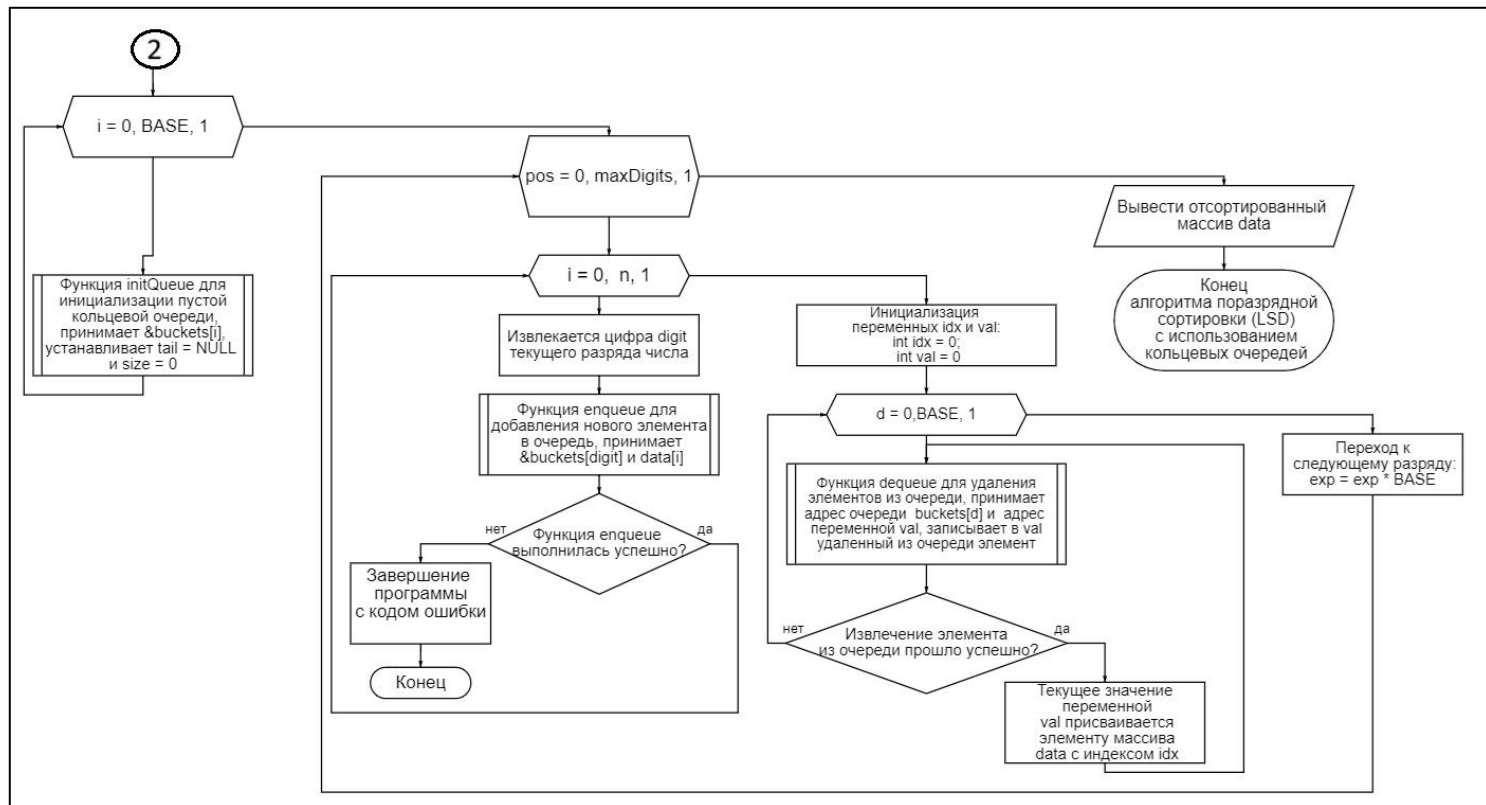 2
i = 0, BASE, 1
Функция initQueue для
инициализации пустой
кольцевой очереди,
принимает &buckets[i],
устанавливает tail = NULL
и size = 0
pos = 0, maxDigits, 1
i = 0, n, 1
Извлекается цифра digit
текущего разряда числа
Функция enqueue для
добавления нового элемента
в очередь, принимает
&buckets[digit] и data[i]
нет
Функция enqueue
выполнилась успешно?
да
Завершение
программы
с кодом ошибки
Конец
Инициализация
переменных idx и val:
int idx = 0;
int val = 0
d = 0,BASE, 1
Функция dequeue для удаления
элементов из очереди, принимает
адрес очереди buckets[d] и адрес
переменной val, записывает в val
удаленный из очереди элемент
нет
Извлечение элемента
из очереди прошло успешно?
да
Текущее значение
переменной
val присваивается
элементу массива
data с индексом idx
Переход к
следующему разряду:
exp = exp * BASE
Вывести отсортированный
массив data
Конец
алгоритма поразрядной
сортировки (LSD)
с использованием
кольцевых очередей